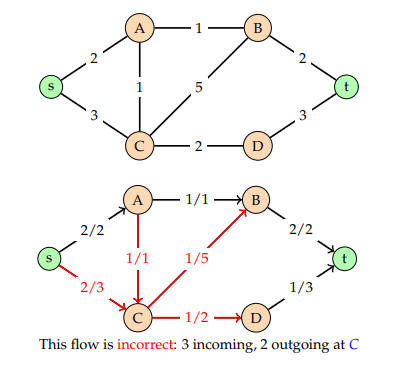 A 1 B
2 2
s 1 5 t
3 3
C 2 D
A 1/1 B
2/2 2/2
s 1/1 1/5 t
2/3 1/3
C 1/2 D
This flow is incorrect: 3 incoming, 2 outgoing at C